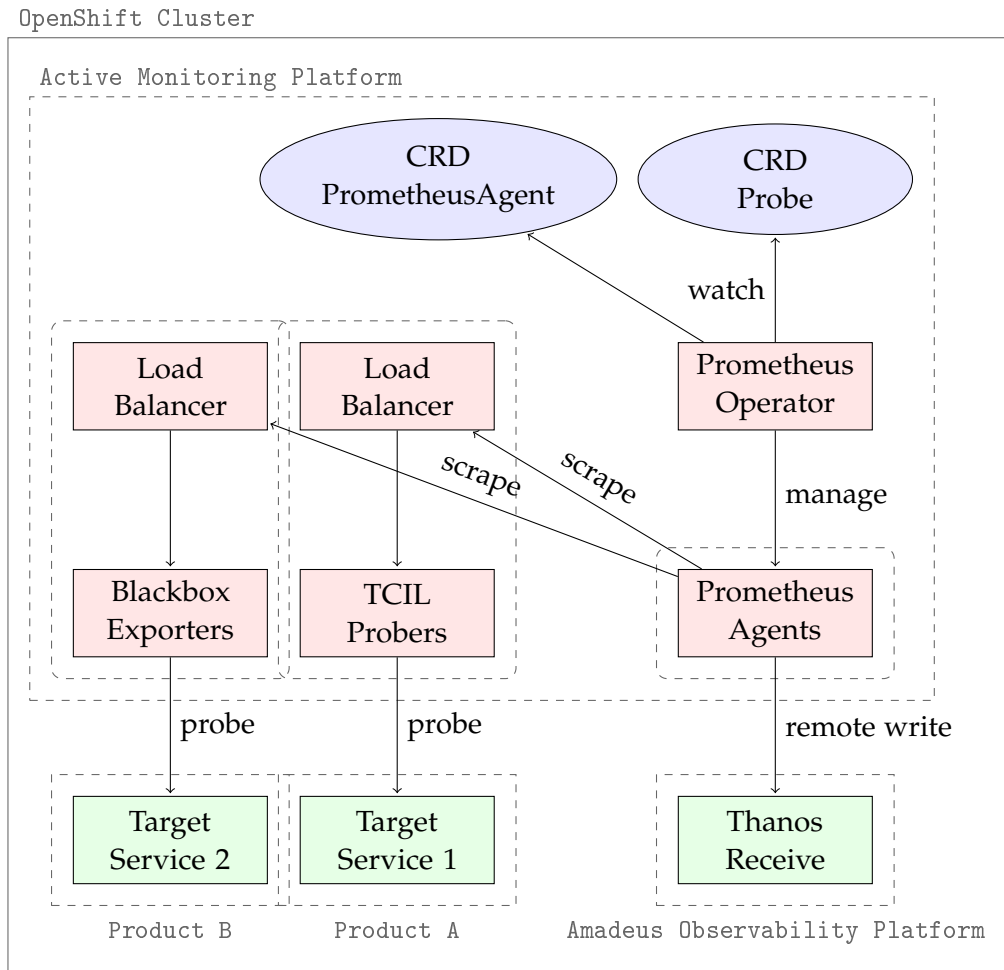 OpenShift Cluster
Active Monitoring Platform
CRD
PrometheusAgent
CRD
Probe
watch
Load
Balancer
Load
Balancer
Prometheus
Operator
scrape
scrape
manage
Blackbox
Exporters
TCIL
Probers
Prometheus
Agents
probe
probe
remote write
Target
Service 2
Target
Service 1
Thanos
Receive
Product B
Product A
Amadeus Observability Platform